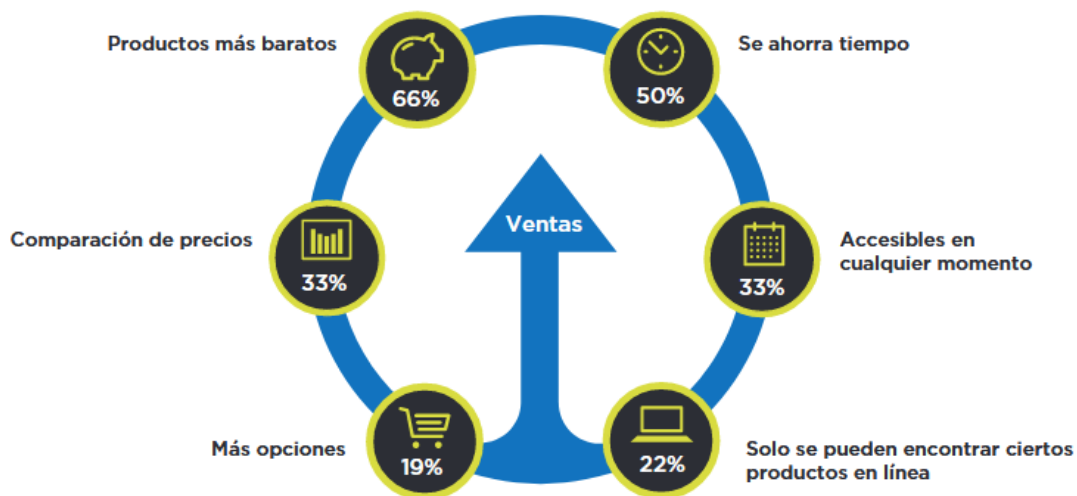 Productos más baratos
66%
Se ahorra tiempo
50%
Ventas
Comparación de precios
33%
Accesibles en
cualquier momento
33%
Más opciones
19%
Solo se pueden encontrar ciertos
productos en línea
22%